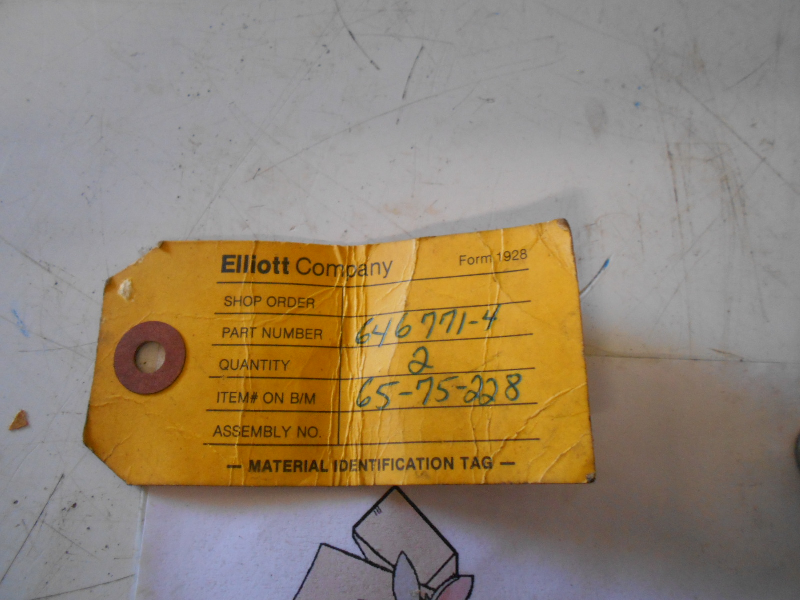 Elliott Company Form 1928
SHOP ORDER
PART NUMBER 646771-4
QUANTITY 2
ITEM# ON B/M 65-75-228
ASSEMBLY NO.
— MATERIAL IDENTIFICATION TAG —